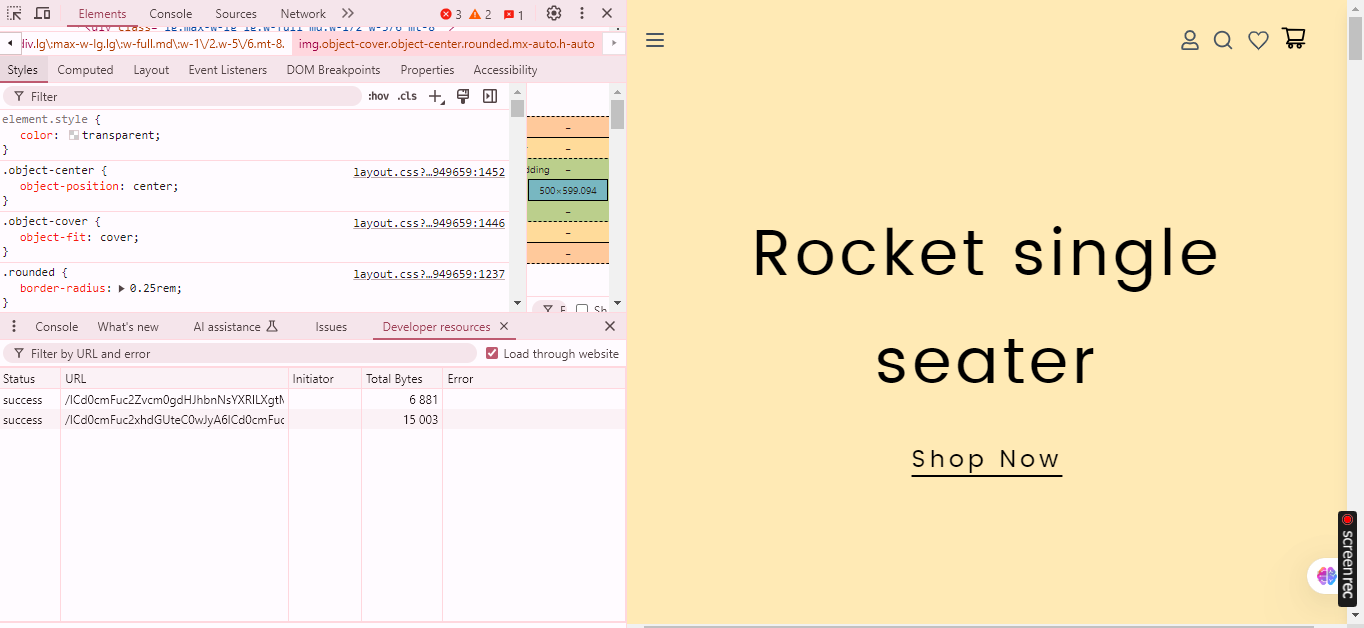 Elements Console Sources Network 3 2 1
div.lg\:max-w-lg.lg\:w-full.md\:w-1\/2.w-5\/6.mt-8. img.object-cover.object-center.rounded.mx-auto.h-auto
Styles Computed Layout Event Listeners DOM Breakpoints Properties Accessibility
Filter :hov .cls
element.style {
color: transparent;
}
.object-center { layout.css?…949659:1452
object-position: center;
}
.object-cover { layout.css?…949659:1446
object-fit: cover;
}
.rounded { layout.css?…949659:1237
border-radius: 0.25rem;
}
–
–
dding –
500×599.094
–
–
–
Sh
Console What's new AI assistance Issues Developer resources
Filter by URL and error Load through website
Status URL Initiator Total Bytes Error
success 6 881
success 15 003
Rocket single
seater
Shop Now
screenrec